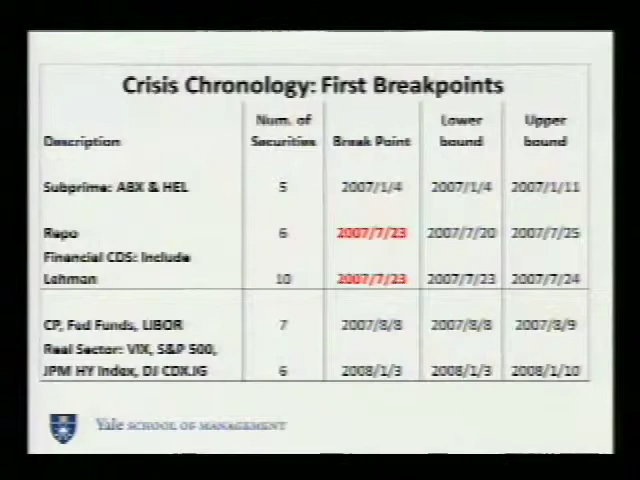 Crisis Chronology: First Breakpoints
Num. of Lower Upper
Description Securities Break Point bound bound
Subprime: ABX & HEL 5 2007/1/4 2007/1/4 2007/1/11
Repo 6 2007/7/23 2007/7/20 2007/7/25
Financial CDS: Include
Lehman 10 2007/7/23 2007/7/23 2007/7/24
CP, Fed Funds, LIBOR 7 2007/8/8 2007/8/8 2007/8/9
Real Sector: VIX, S&P 500,
JPM HY Index, DJ CDX.IG 6 2008/1/3 2008/1/3 2008/1/10
Yale SCHOOL OF MANAGEMENT